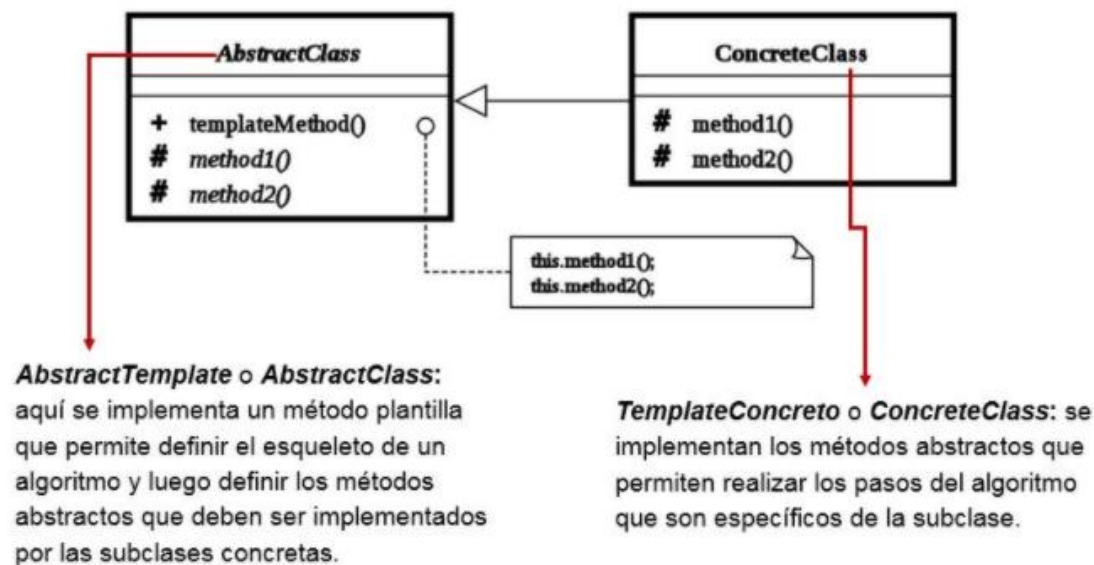 AbstractClass
+ templateMethod()
# method1()
# method2()
ConcreteClass
# method1()
# method2()
this.method1();
this.method2();
AbstractTemplate o AbstractClass:
aquí se implementa un método plantilla
que permite definir el esqueleto de un
algoritmo y luego definir los métodos
abstractos que deben ser implementados
por las subclases concretas.
TemplateConcreto o ConcreteClass: se
implementan los métodos abstractos que
permiten realizar los pasos del algoritmo
que son específicos de la subclase.